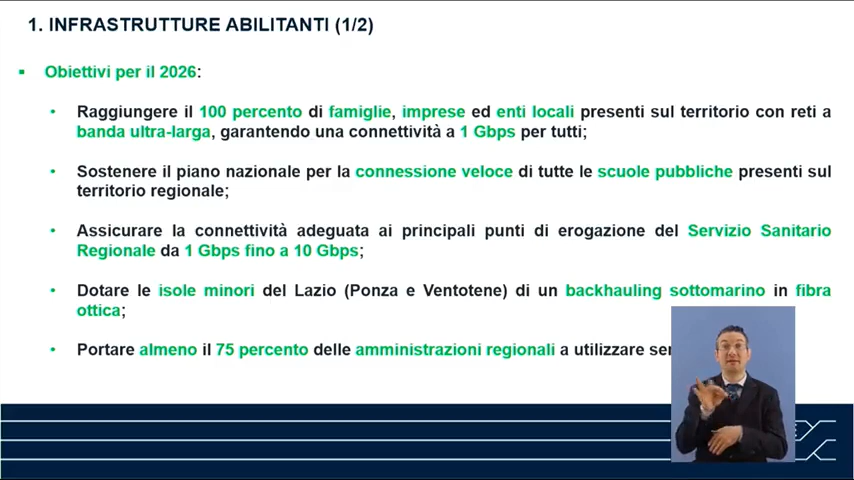 1. INFRASTRUTTURE ABILITANTI (1/2)
Obiettivi per il 2026:
Raggiungere il 100 percento di famiglie, imprese ed enti locali presenti sul territorio con reti a
banda ultra-larga, garantendo una connettività a 1 Gbps per tutti;
Sostenere il piano nazionale per la connessione veloce di tutte le scuole pubbliche presenti sul
territorio regionale;
Assicurare la connettività adeguata ai principali punti di erogazione del Servizio Sanitario
Regionale da 1 Gbps fino a 10 Gbps;
Dotare le isole minori del Lazio (Ponza e Ventotene) di un backhauling sottomarino in fibra
ottica;
Portare almeno il 75 percento delle amministrazioni regionali a utilizzare